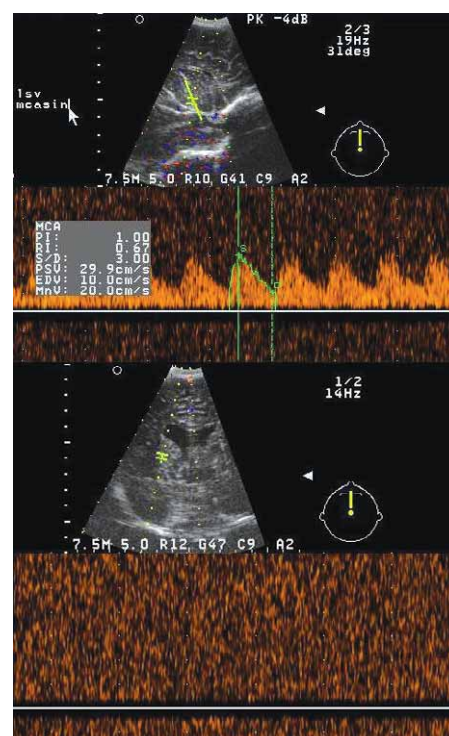 PK -4dB
2/3
19Hz
31deg
1sv
mcasin
7.5M 5.0 R10 G41 C9 A2
MCA
PI: 1.00
RI: 0.67
S/D: 3.00
PSV: 29.9cm/s
EDV: 10.0cm/s
MnV: 20.0cm/s
S
D
1/2
14Hz
7.5M 5.0 R12 G47 C9 A2